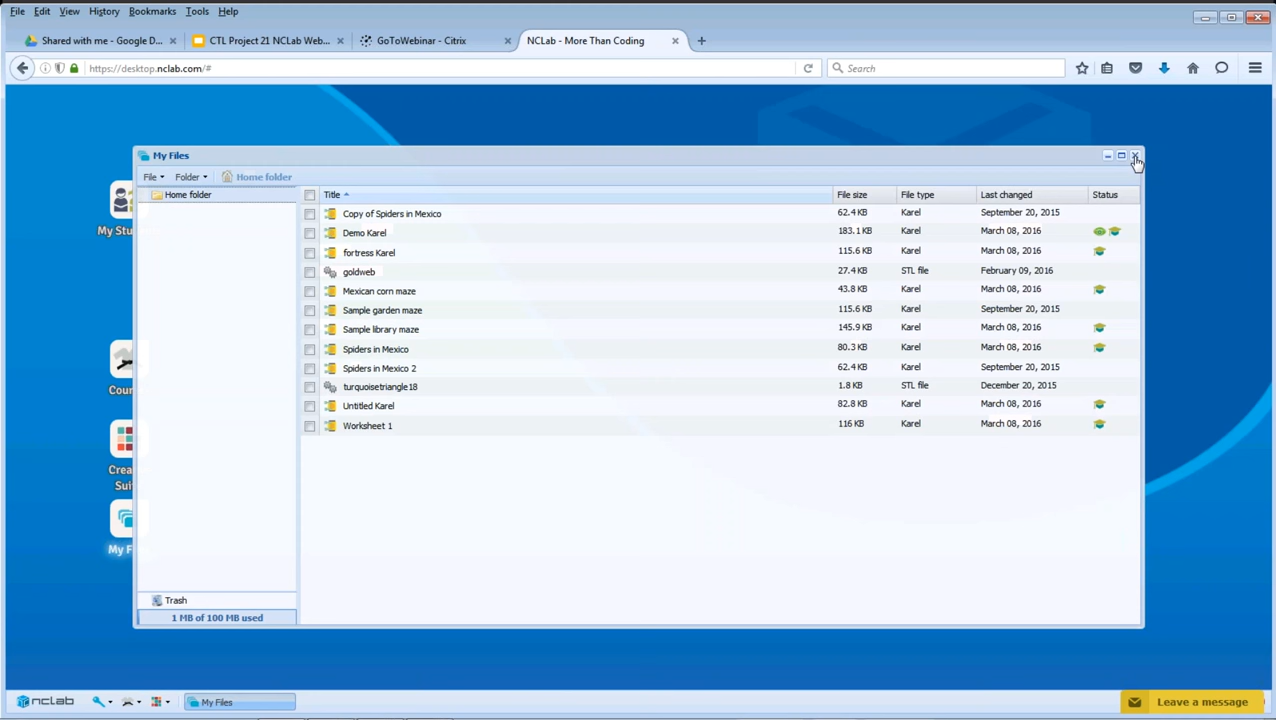 File Edit View History Bookmarks Tools Help
Shared with me - Google D... CTL Project 21 NCLab Web... GoToWebinar - Citrix NCLab - More Than Coding
https://desktop.nclab.com/# Search
My Files
File Folder Home folder
Home folder Title File size File type Last changed Status
Copy of Spiders in Mexico 62.4 KB Karel September 20, 2015
Demo Karel 183.1 KB Karel March 08, 2016
fortress Karel 115.6 KB Karel March 08, 2016
goldweb 27.4 KB STL file February 09, 2016
Mexican corn maze 43.8 KB Karel March 08, 2016
Sample garden maze 115.6 KB Karel September 20, 2015
Sample library maze 145.9 KB Karel March 08, 2016
Spiders in Mexico 80.3 KB Karel March 08, 2016
Spiders in Mexico 2 62.4 KB Karel September 20, 2015
turquoisetriangle18 1.8 KB STL file December 20, 2015
Untitled Karel 82.8 KB Karel March 08, 2016
Worksheet 1 116 KB Karel March 08, 2016
My Stu
Cour
Crea
Sui
My F
Trash
1 MB of 100 MB used
nclab My Files Leave a message